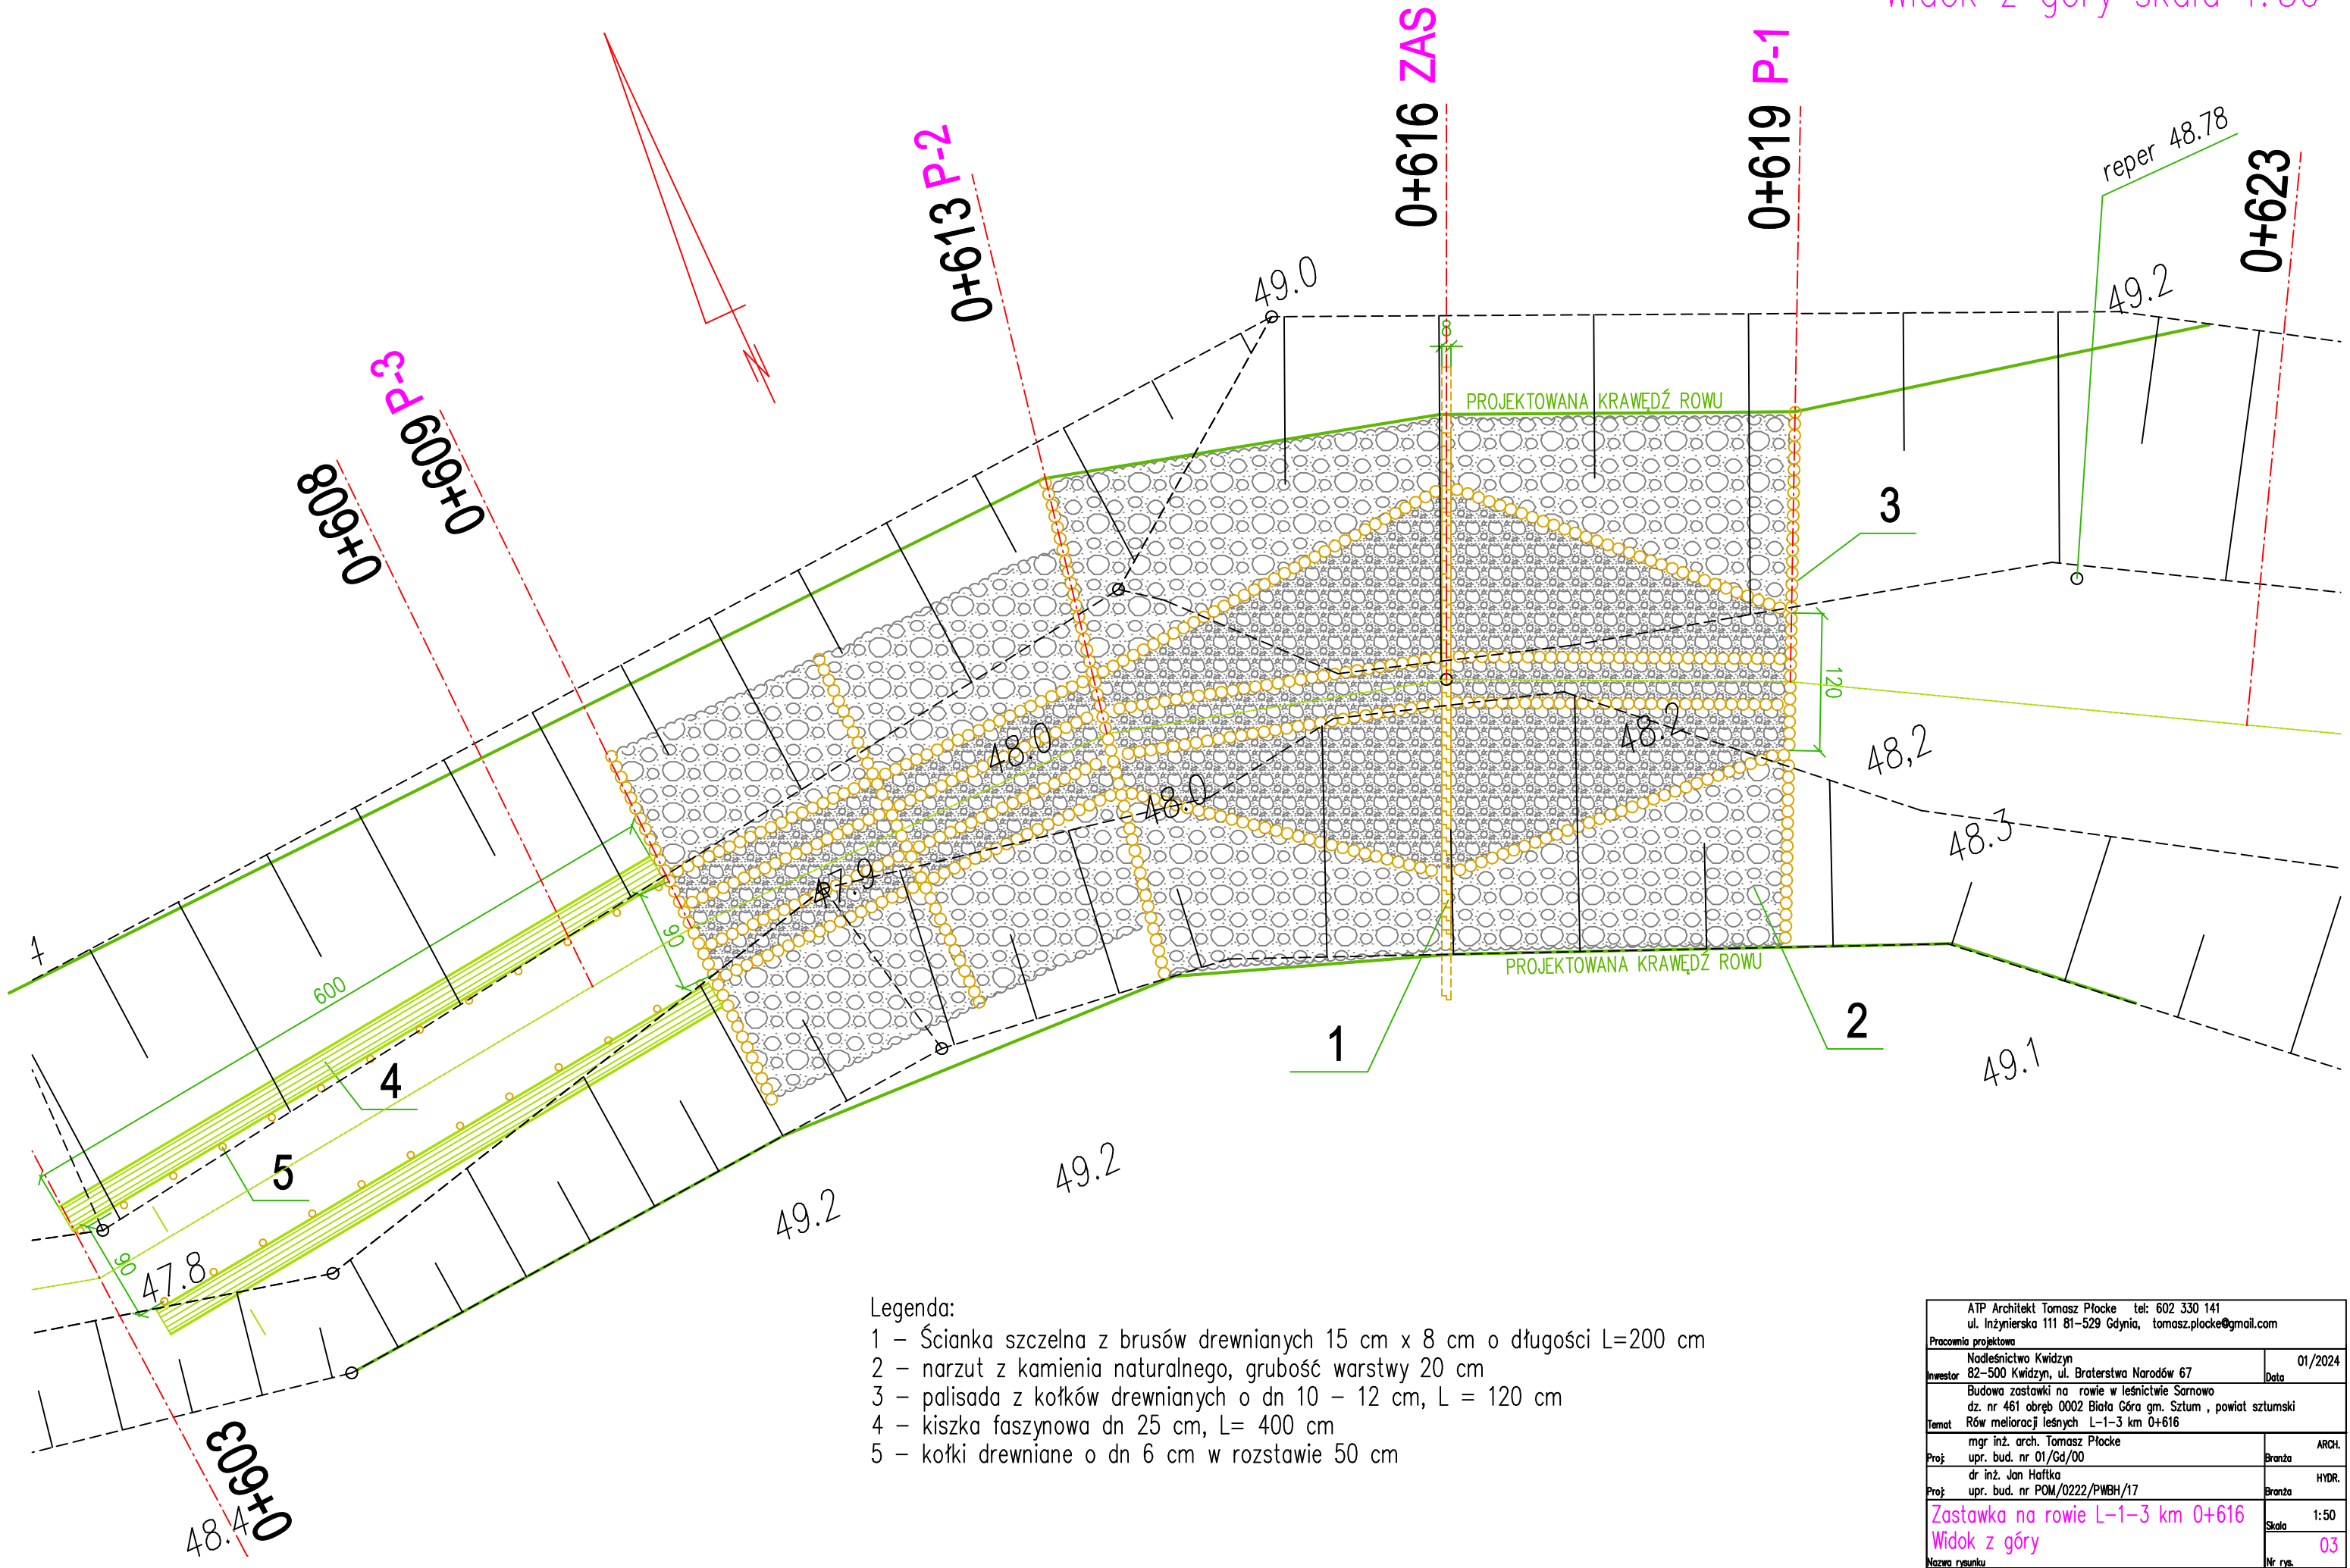 Widok z góry skala 1:50
0+616 ZAS
0+619 P-1
reper 48.78
0+623
0+613 P-2
49.0
49.2
0+609 P-3
0+608
8
PROJEKTOWANA KRAWĘDŹ ROWU
3
120
48.0
48.2
48,2
48.0
48.3
47.9
90
600
PROJEKTOWANA KRAWĘDŹ ROWU
1
2
4
49.1
5
49.2
49.2
90
47.8
0+603
48.4
Legenda:
1 – Ścianka szczelna z brusów drewnianych 15 cm x 8 cm o długości L=200 cm
2 – narzut z kamienia naturalnego, grubość warstwy 20 cm
3 – palisada z kołków drewnianych o dn 10 – 12 cm, L = 120 cm
4 – kiszka faszynowa dn 25 cm, L= 400 cm
5 – kołki drewniane o dn 6 cm w rozstawie 50 cm
ATP Architekt Tomasz Płocke tel: 602 330 141
ul. Inżynierska 111 81–529 Gdynia, tomasz.plocke@gmail.com
Pracownia projektowa
Nadleśnictwo Kwidzyn
01/2024
Inwestor 82–500 Kwidzyn, ul. Braterstwa Narodów 67
Data
Budowa zastawki na rowie w leśnictwie Sarnowo
dz. nr 461 obręb 0002 Biała Góra gm. Sztum , powiat sztumski
Temat Rów melioracji leśnych L–1–3 km 0+616
mgr inż. arch. Tomasz Płocke
ARCH.
Proj: upr. bud. nr 01/Gd/00
Branża
dr inż. Jan Haftka
HYDR.
Proj: upr. bud. nr POM/0222/PWBH/17
Branża
Zastawka na rowie L–1–3 km 0+616
Skala 1:50
Widok z góry
03
Nazwa rysunku
Nr rys.